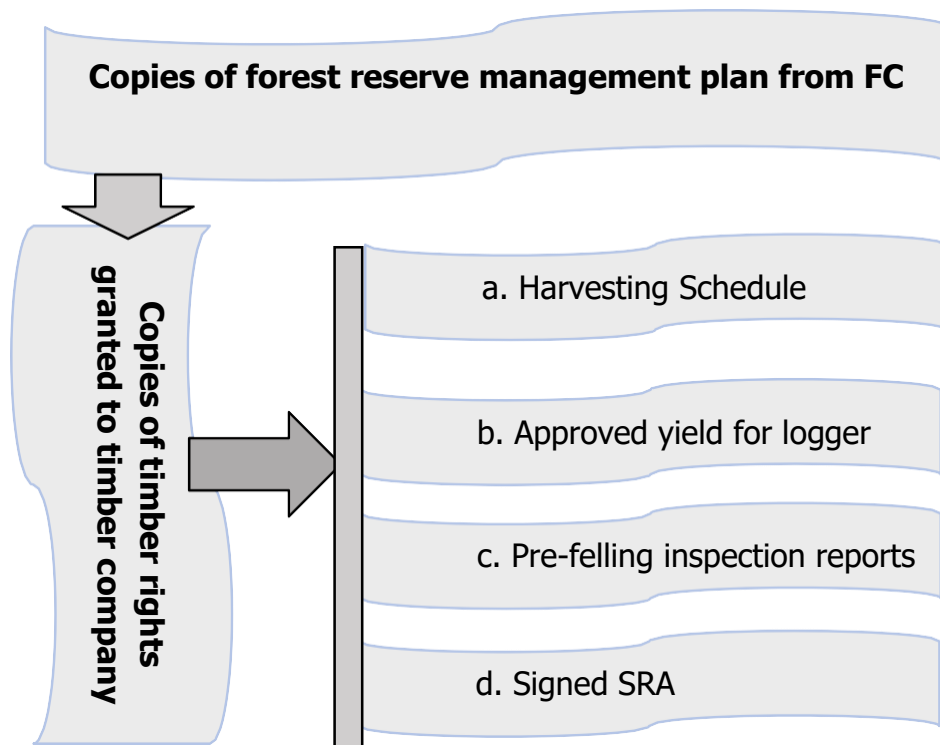 Copies of forest reserve management plan from FC
Copies of timber rights
granted to timber company
a. Harvesting Schedule
b. Approved yield for logger
c. Pre-felling inspection reports
d. Signed SRA